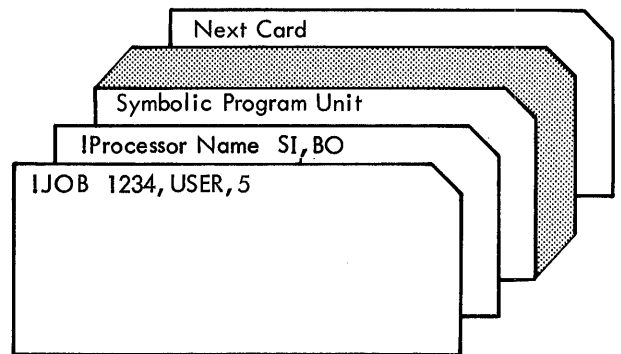 Next Card
Symbolic Program Unit
!Processor Name SI, BO
!JOB 1234, USER, 5